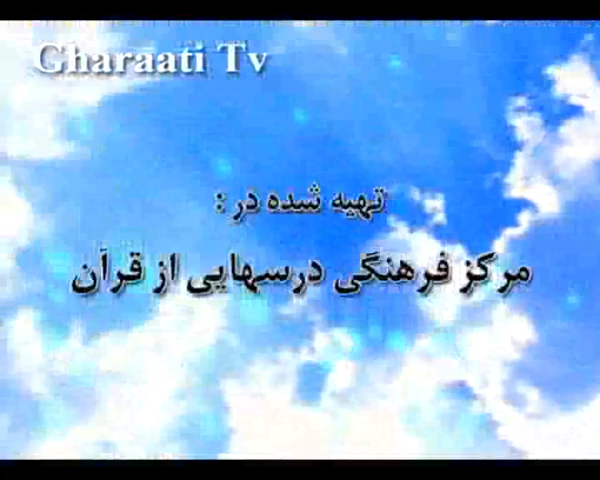 Gharaati Tv
تهیه شده در :
مرکز فرهنگی درسهایی از قرآن